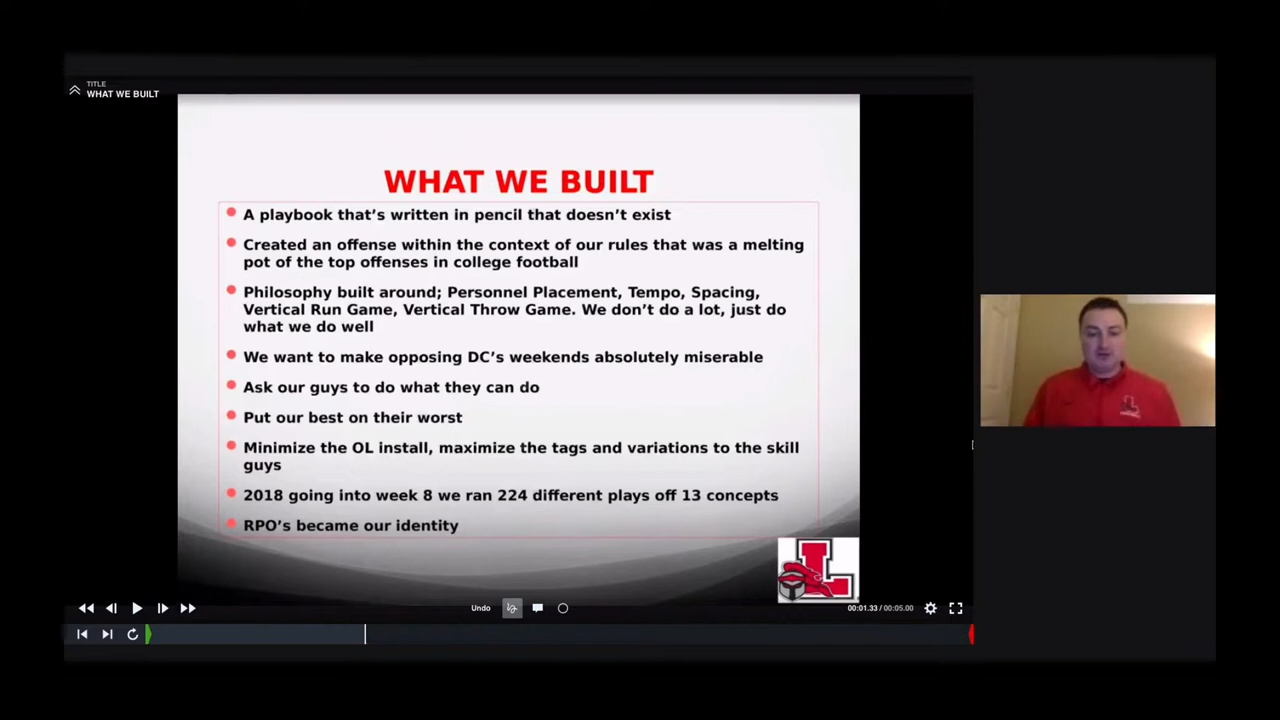 TITLE
WHAT WE BUILT
WHAT WE BUILT
A playbook that’s written in pencil that doesn’t exist
Created an offense within the context of our rules that was a melting
pot of the top offenses in college football
Philosophy built around; Personnel Placement, Tempo, Spacing,
Vertical Run Game, Vertical Throw Game. We don’t do a lot, just do
what we do well
We want to make opposing DC’s weekends absolutely miserable
Ask our guys to do what they can do
Put our best on their worst
Minimize the OL install, maximize the tags and variations to the skill
guys
2018 going into week 8 we ran 224 different plays off 13 concepts
RPO’s became our identity
L
Undo
00:01.33 / 00:05.00
L